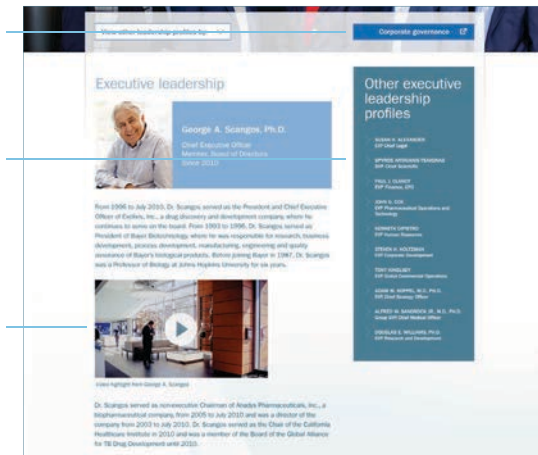 View other leadership profiles by
Corporate governance
Executive leadership
George A. Scangos, Ph.D.
Chief Executive Officer
Member, Board of Directors
Since 2010
From 1996 to July 2010, Dr. Scangos served as the President and Chief Executive
Officer of Exelixis, Inc., a drug discovery and development company, where he
continues to serve on the board. From 1993 to 1996, Dr. Scangos served as
President of Bayer Biotechnology, where he was responsible for research, business
development, process development, manufacturing, engineering and quality
assurance of Bayer's biological products. Before joining Bayer in 1987, Dr. Scangos
was a Professor of Biology at Johns Hopkins University for six years.
Video highlight from George A. Scangos
Dr. Scangos served as non-executive Chairman of Anadys Pharmaceuticals, Inc., a
biopharmaceutical company, from 2005 to July 2010 and was a director of the
company from 2003 to July 2010. Dr. Scangos served as the Chair of the California
Healthcare Institute in 2010 and was a member of the Board of the Global Alliance
for TB Drug Development until 2010.
Other executive
leadership
profiles
SUSAN H. ALEXANDER
EVP Chief Legal
SPYROS ARTAVANIS-TSAKONAS
EVP Chief Scientific
PAUL J. CLANCY
EVP Finance, CFO
JOHN G. COX
EVP Pharmaceutical Operations and
Technology
KENNETH DIPIETRO
EVP Human Resources
STEVEN H. HOLTZMAN
EVP Corporate Development
TONY KINGSLEY
EVP Global Commercial Operations
ADAM M. KOPPEL, M.D., Ph.D.
SVP, Chief Strategy Officer
ALFRED W. SANDROCK JR., M.D., Ph.D.
Group SVP Chief Medical Officer
DOUGLAS E. WILLIAMS, Ph.D.
EVP Research and Development